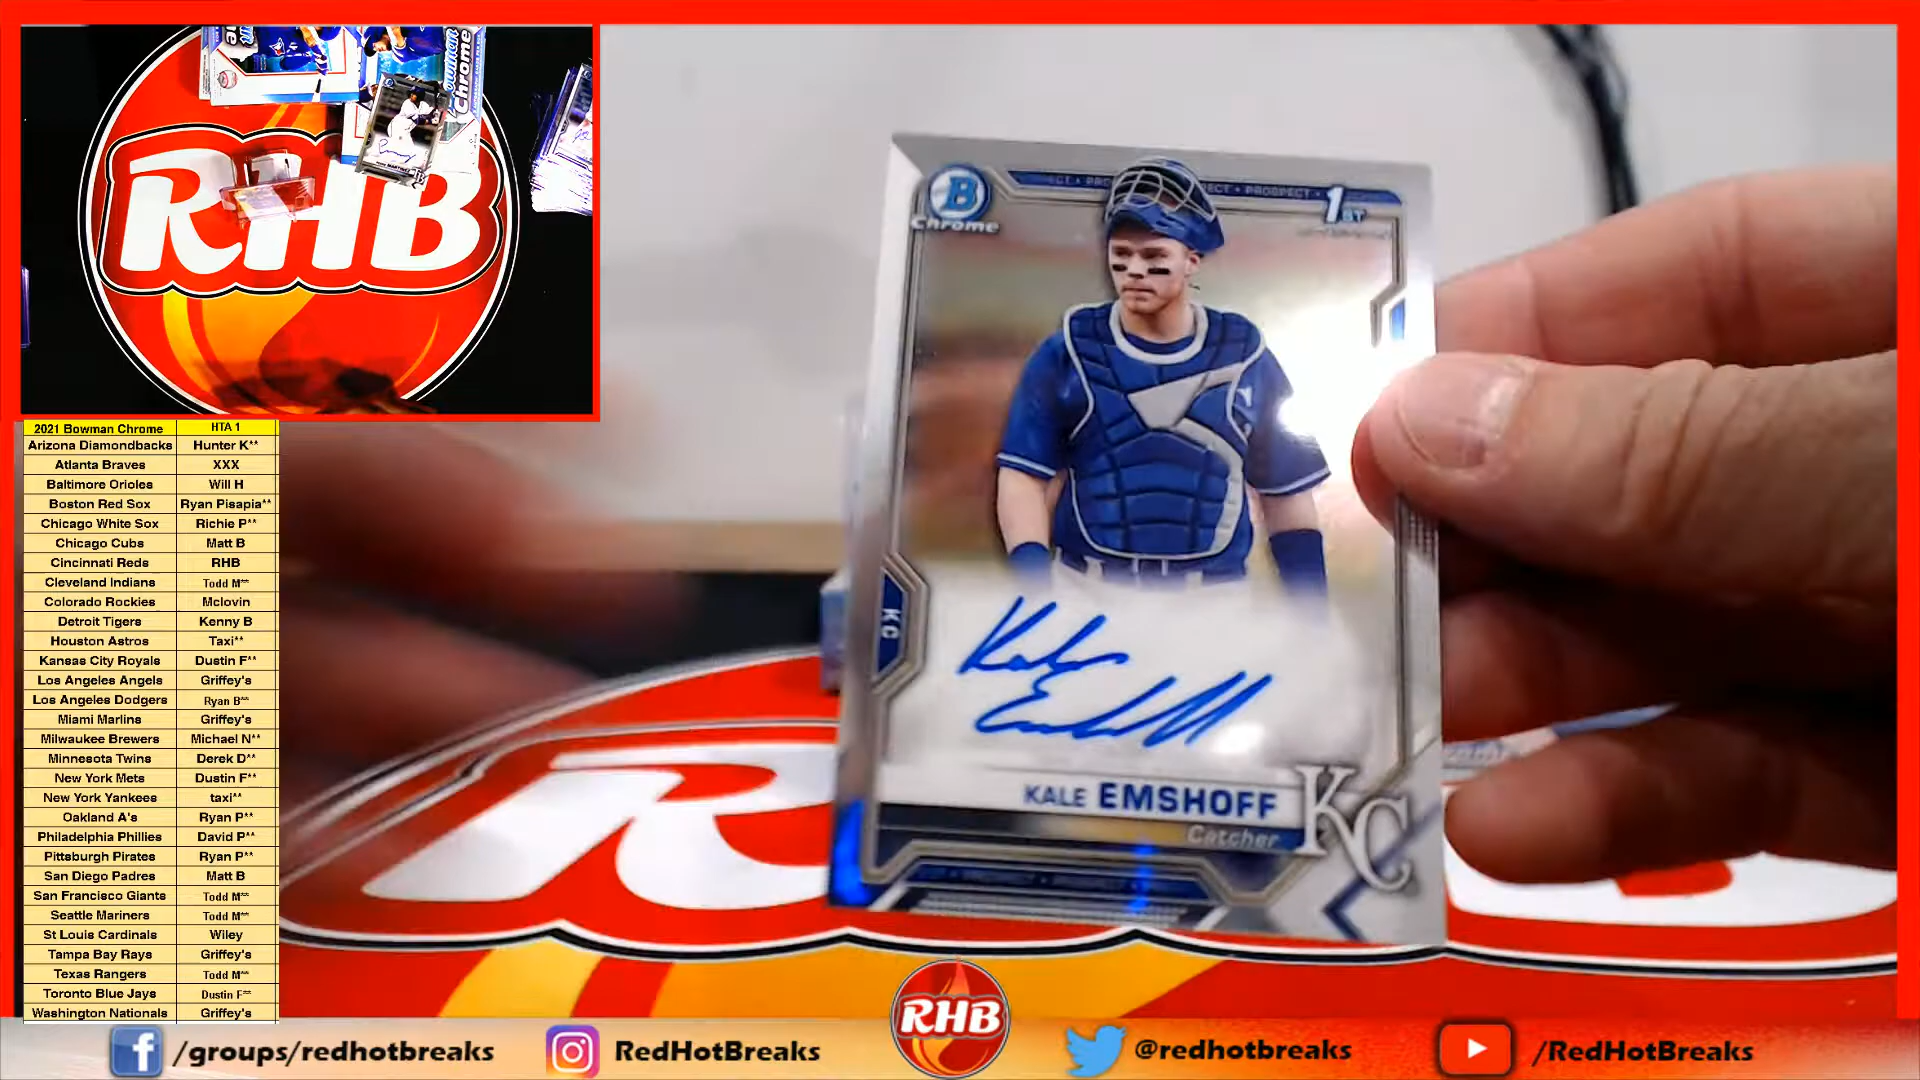 Chrome
RHB
MARTINEZ
B
Chrome
PROSPECT
1ST
KC
Kale Emshoff
KALE EMSHOFF
Catcher
KC
2021 Bowman Chrome HTA 1
Arizona Diamondbacks Hunter K**
Atlanta Braves XXX
Baltimore Orioles Will H
Boston Red Sox Ryan Pisapia**
Chicago White Sox Richie P**
Chicago Cubs Matt B
Cincinnati Reds RHB
Cleveland Indians Todd M**
Colorado Rockies Mclovin
Detroit Tigers Kenny B
Houston Astros Taxi**
Kansas City Royals Dustin F**
Los Angeles Angels Griffey's
Los Angeles Dodgers Ryan B**
Miami Marlins Griffey's
Milwaukee Brewers Michael N**
Minnesota Twins Derek D**
New York Mets Dustin F**
New York Yankees taxi**
Oakland A's Ryan P**
Philadelphia Phillies David P**
Pittsburgh Pirates Ryan P**
San Diego Padres Matt B
San Francisco Giants Todd M**
Seattle Mariners Todd M**
St Louis Cardinals Wiley
Tampa Bay Rays Griffey's
Texas Rangers Todd M**
Toronto Blue Jays Dustin F**
Washington Nationals Griffey's
RHB
/groups/redhotbreaks
RedHotBreaks
@redhotbreaks
/RedHotBreaks